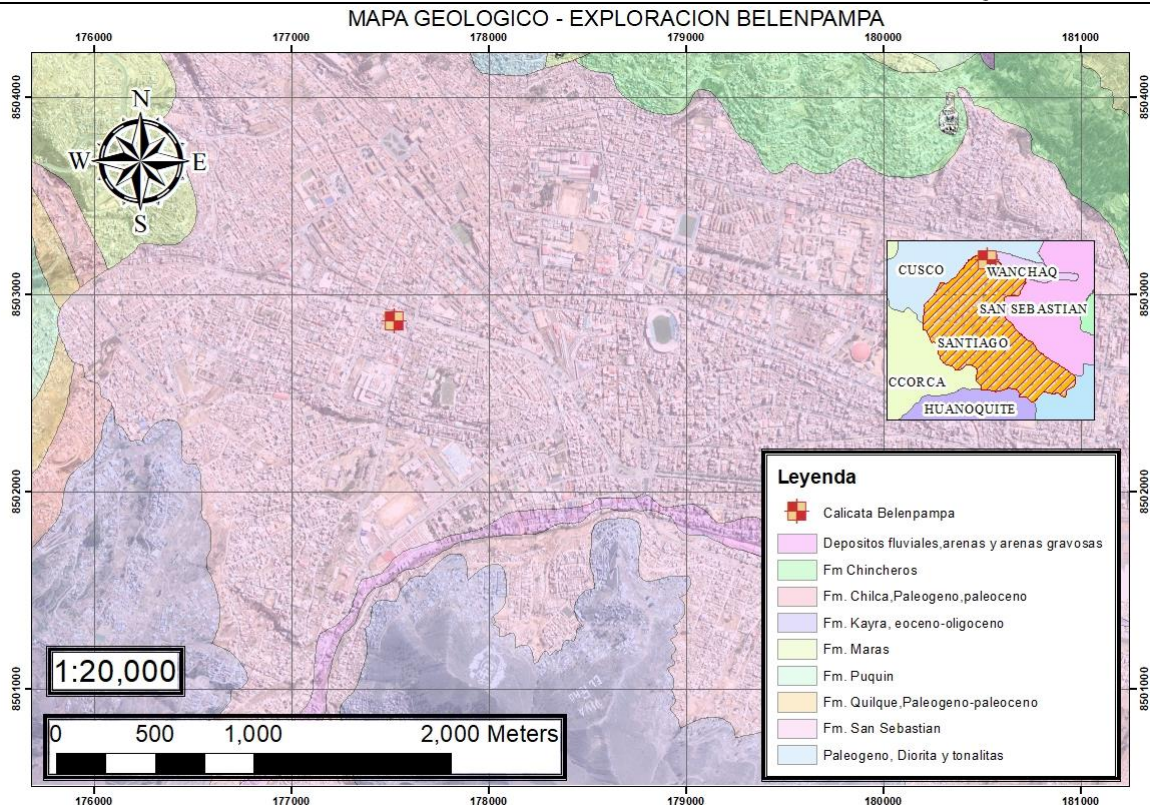 MAPA GEOLOGICO - EXPLORACION BELENPAMPA
176000 177000 178000 179000 180000 181000
8504000
8504000
N
W E
S
8503000
8503000
CUSCO
WANCHAQ
SAN SEBASTIAN
SANTIAGO
CCORCA
HUANOQUITE
8502000
8502000
Leyenda
Calicata Belenpampa
Depositos fluviales,arenas y arenas gravosas
Fm Chincheros
Fm. Chilca,Paleogeno,paleoceno
Fm. Kayra, eoceno-oligoceno
Fm. Maras
Fm. Puquin
Fm. Quilque,Paleogeno-paleoceno
Fm. San Sebastian
Paleogeno, Diorita y tonalitas
8501000
8501000
1:20,000
0 500 1,000 2,000 Meters
176000 177000 178000 179000 180000 181000